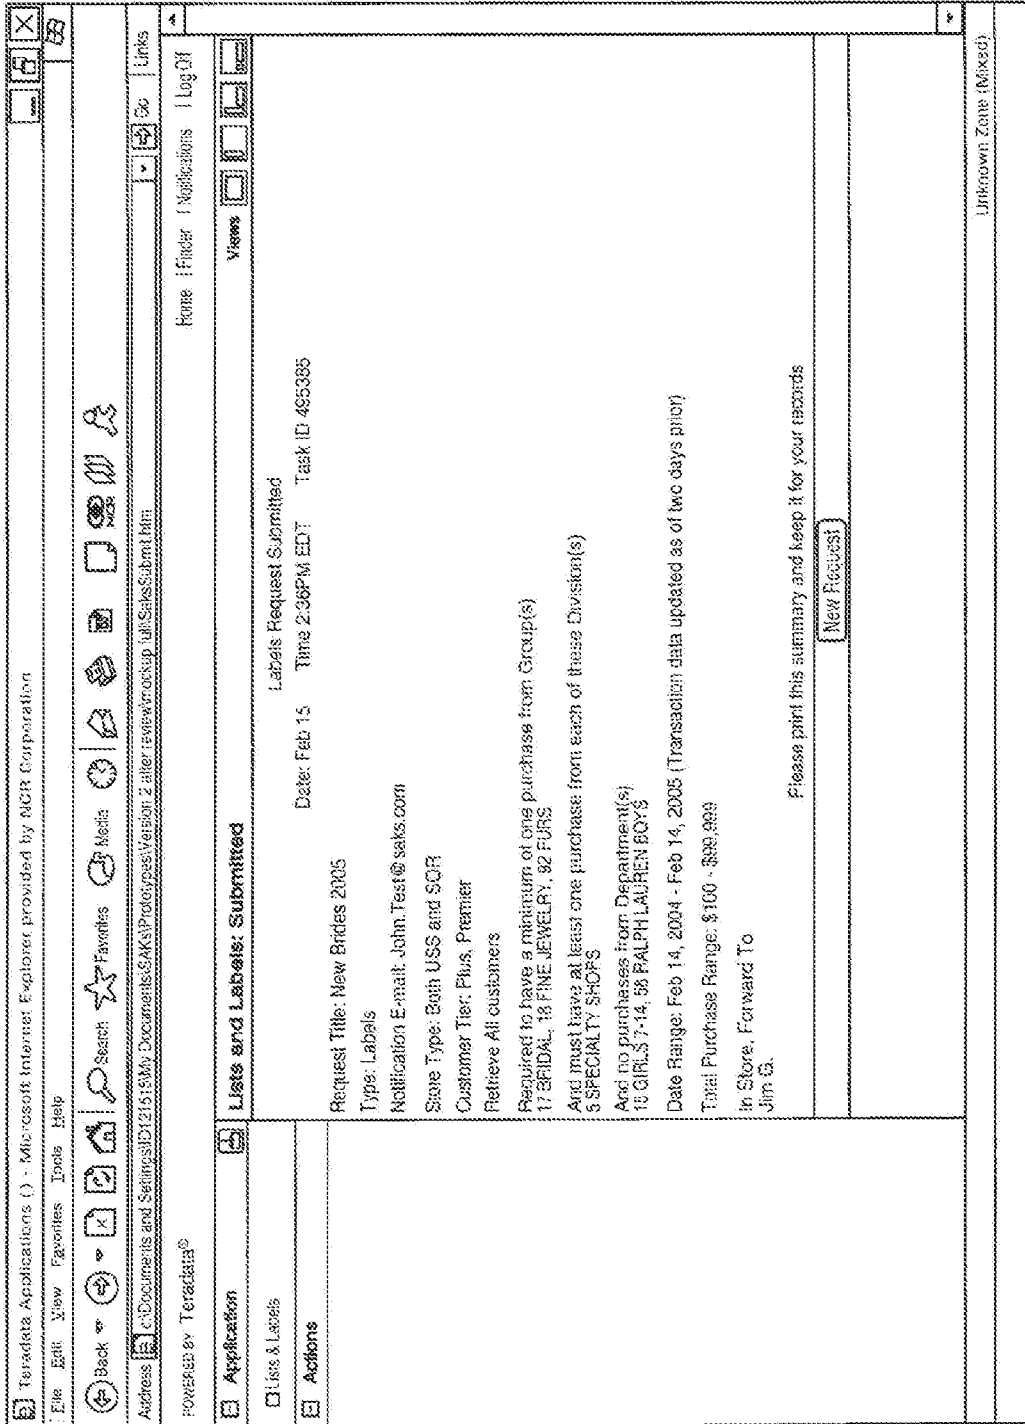 Teradata Applications () - Microsoft Internet Explorer, provided by NCR Corporation
File Edit View Favorites Tools Help
Back Search Favorites Media
Address c:\Documents and Settings\ID121515\My Documents\SAKs\Prototypes\Version 2 after review\mockup full\SaksSubmit.htm Go Links
POWERED BY Teradata® Home | Finder | Notifications | Log Off
Application Lists and Labels: Submitted Views
Lists & Labels
Actions
Labels Request Submitted
Date: Feb 15 Time 2:36PM EDT Task ID 495385
Request Title: New Brides 2005
Type: Labels
Notification E-mail: John.Test@saks.com
Store Type: Both USS and SOR
Customer Tier: Plus, Premier
Retrieve All customers
Required to have a minimum of one purchase from Group(s)
17 BRIDAL, 18 FINE JEWELRY, 92 FURS
And must have at least one purchase from each of these Division(s)
5 SPECIALTY SHOPS
And no purchases from Department(s)
GIRLS 7-14, 58 RALPH LAUREN BOYS
Date Range: Feb 14, 2004 - Feb 14, 2005 (Transaction data updated as of two days prior)
Total Purchase Range: $100 - $99,999
In Store, Forward To
Jim G.
Please print this summary and keep it for your records
New Request
Unknown Zone (Mixed)